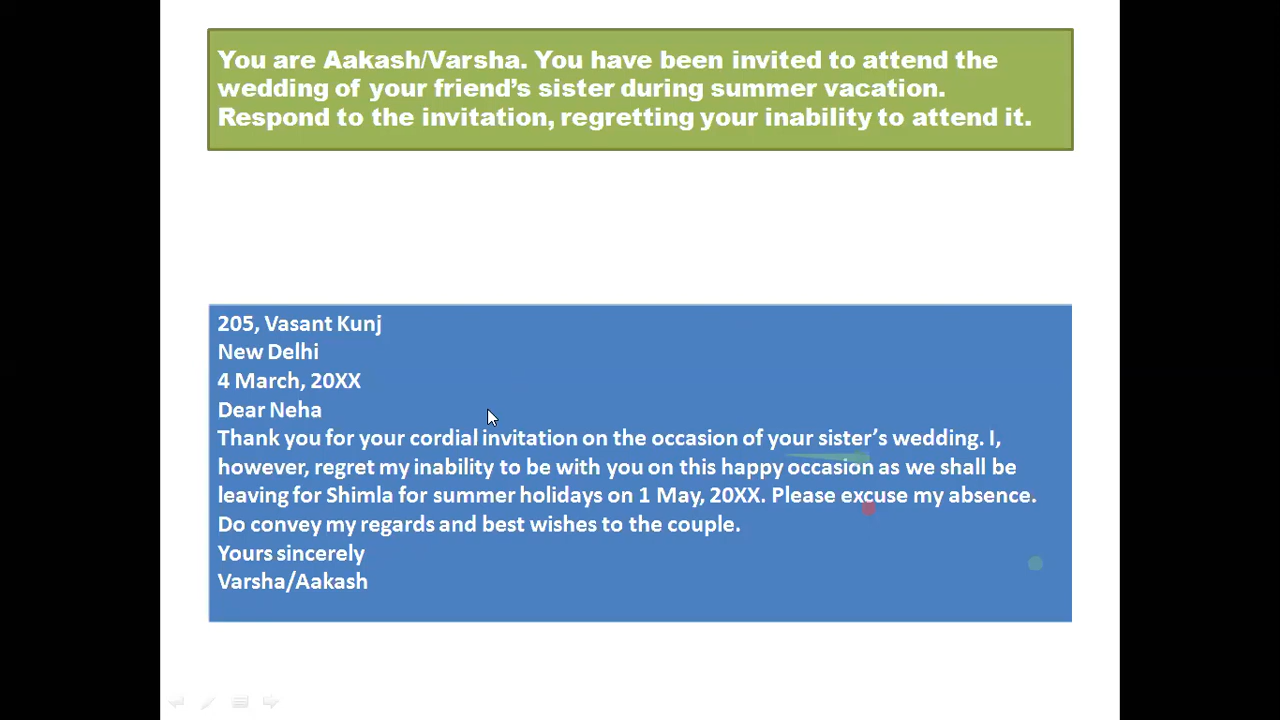 You are Aakash/Varsha. You have been invited to attend the
wedding of your friend’s sister during summer vacation.
Respond to the invitation, regretting your inability to attend it.
205, Vasant Kunj
New Delhi
4 March, 20XX
Dear Neha
Thank you for your cordial invitation on the occasion of your sister’s wedding. I,
however, regret my inability to be with you on this happy occasion as we shall be
leaving for Shimla for summer holidays on 1 May, 20XX. Please excuse my absence.
Do convey my regards and best wishes to the couple.
Yours sincerely
Varsha/Aakash